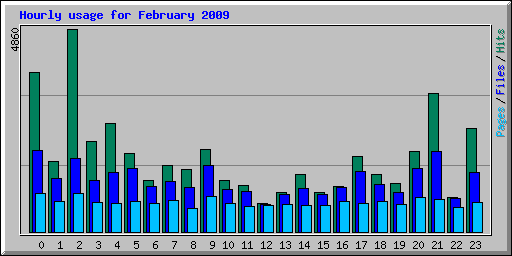 Hourly usage for February 2009
4860
Pages/Files/Hits
0 1 2 3 4 5 6 7 8 9 10 11 12 13 14 15 16 17 18 19 20 21 22 23